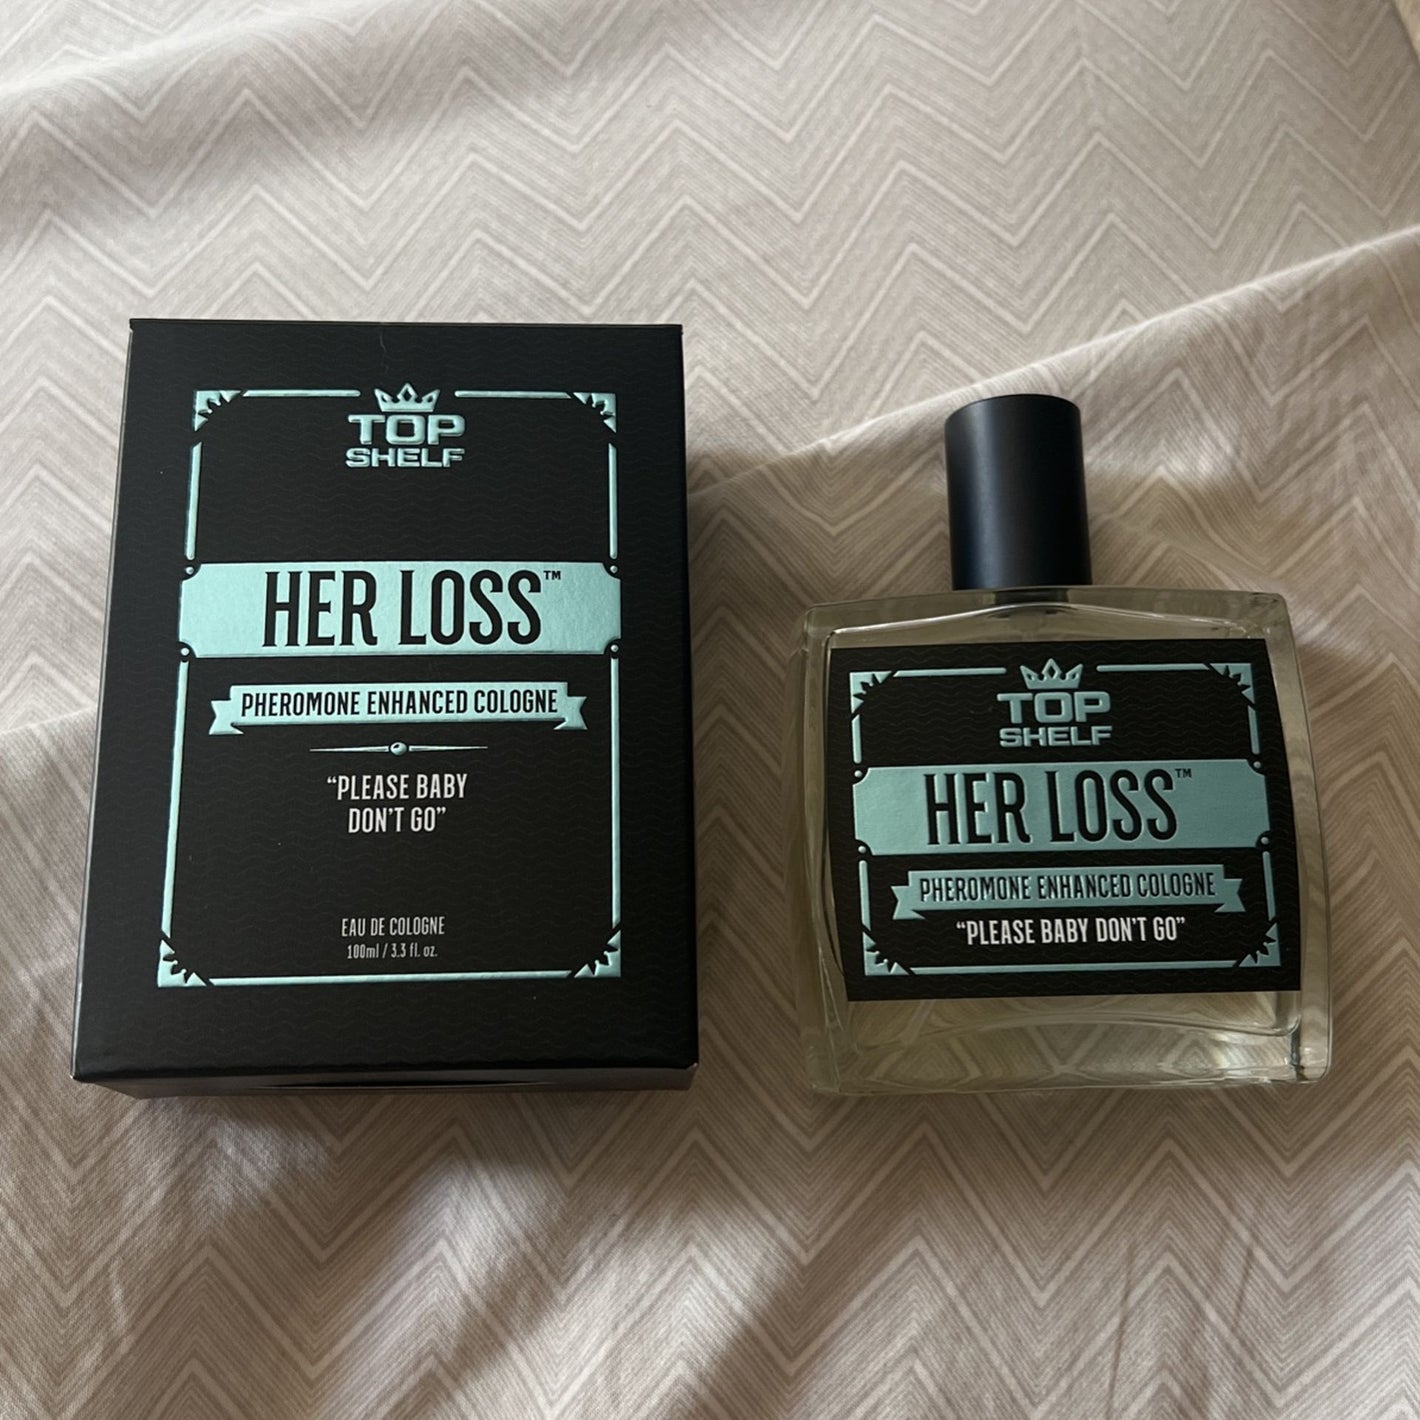 TOP
SHELF
HER LOSS™
PHEROMONE ENHANCED COLOGNE
“PLEASE BABY
DON'T GO”
EAU DE COLOGNE
100ml / 3.3 fl. oz.
TOP
SHELF
HER LOSS™
PHEROMONE ENHANCED COLOGNE
“PLEASE BABY DON'T GO”